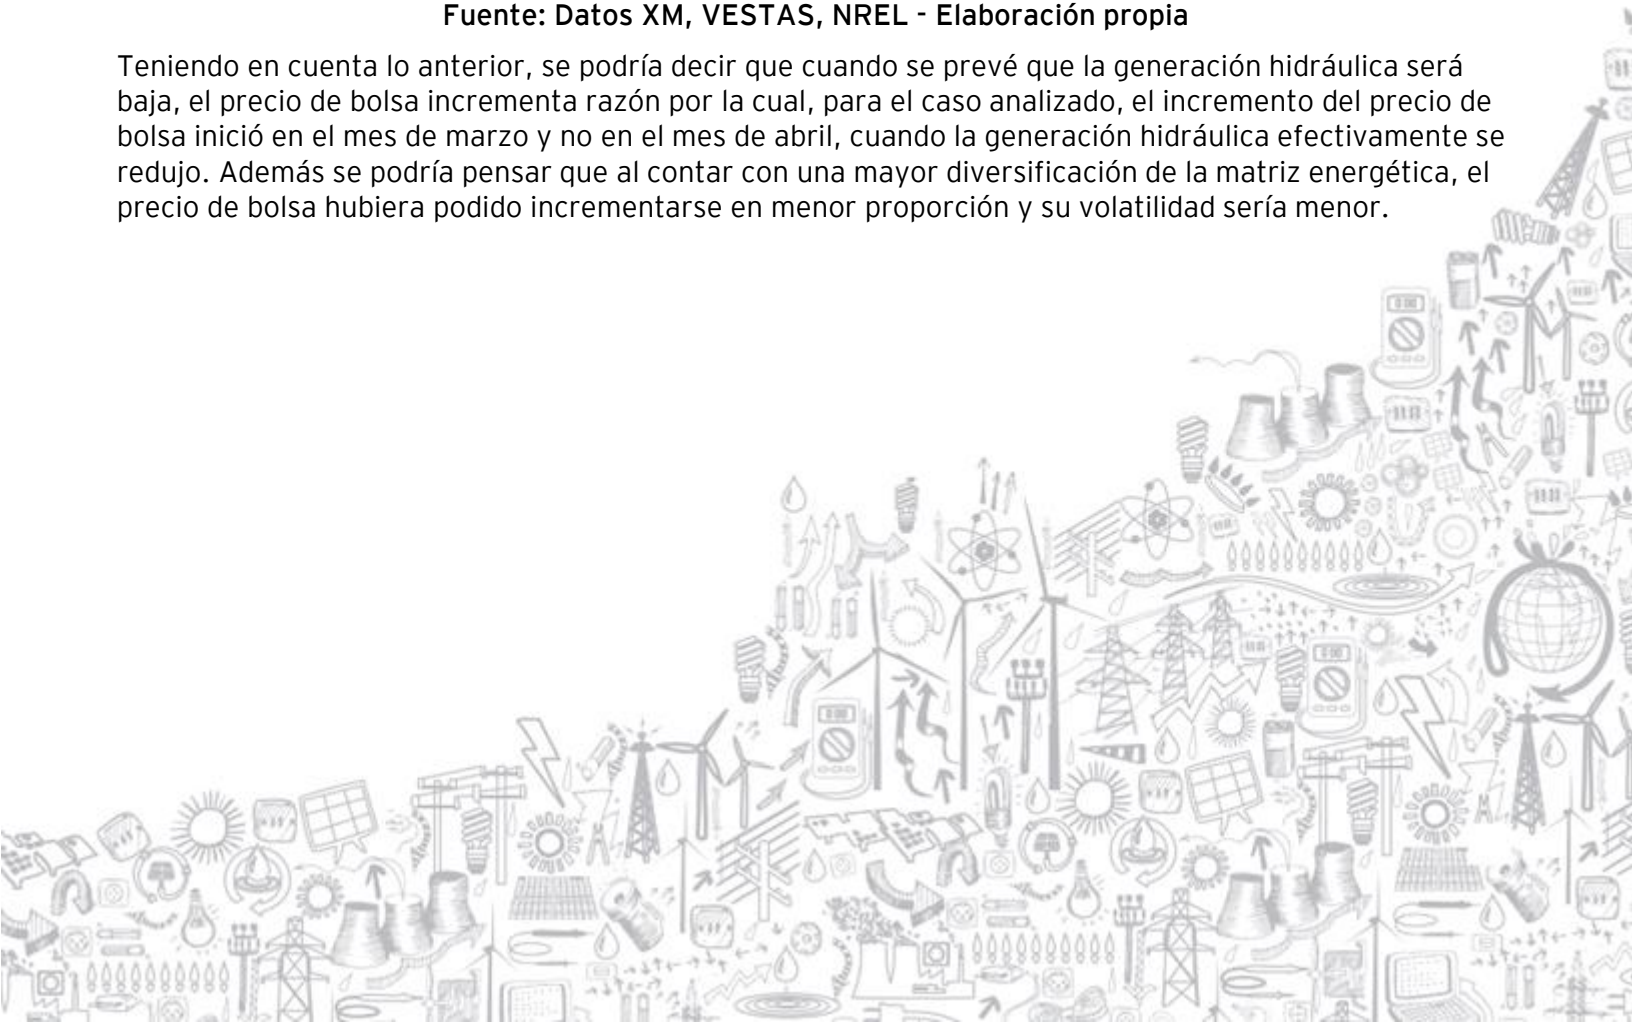 Fuente: Datos XM, VESTAS, NREL - Elaboración propia
Teniendo en cuenta lo anterior, se podría decir que cuando se prevé que la generación hidráulica será
baja, el precio de bolsa incrementa razón por la cual, para el caso analizado, el incremento del precio de
bolsa inició en el mes de marzo y no en el mes de abril, cuando la generación hidráulica efectivamente se
redujo. Además se podría pensar que al contar con una mayor diversificación de la matriz energética, el
precio de bolsa hubiera podido incrementarse en menor proporción y su volatilidad sería menor.